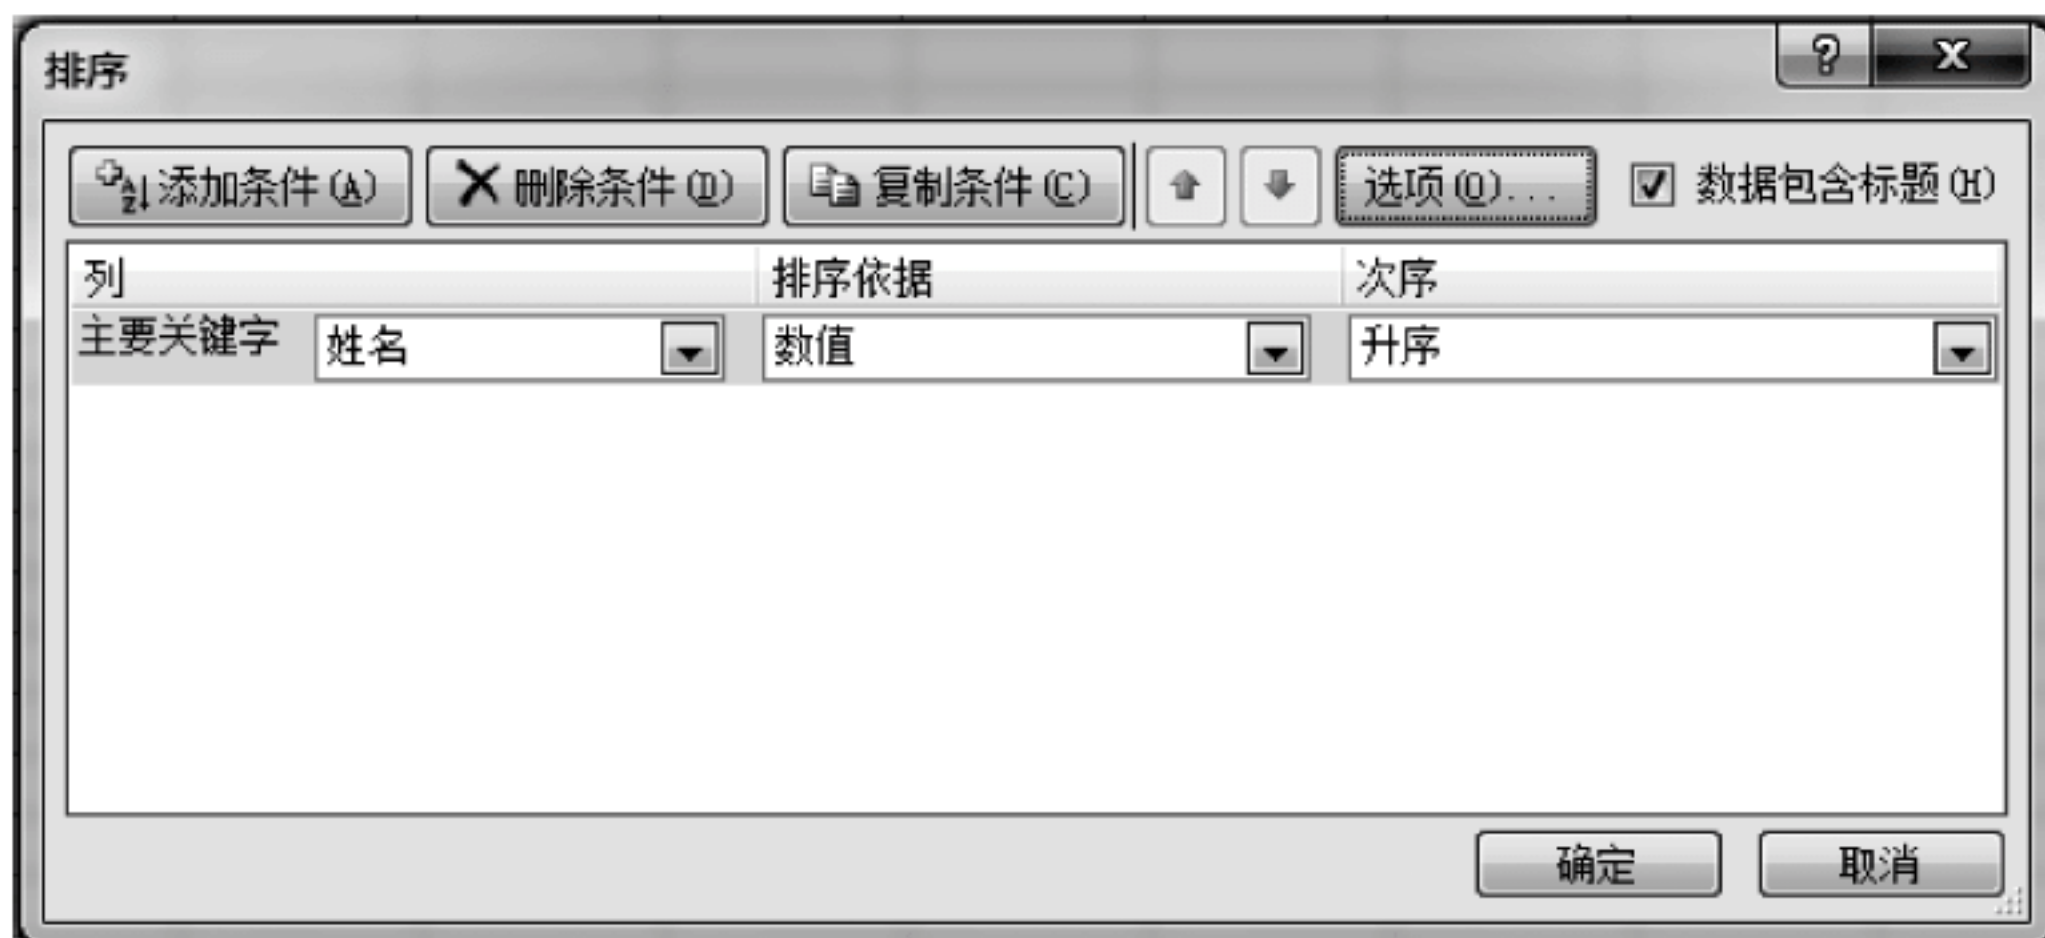 排序
添加条件(A) 删除条件(D) 复制条件(C) 选项(O)... 数据包含标题(H)
列 排序依据 次序
主要关键字 姓名 数值 升序
确定 取消